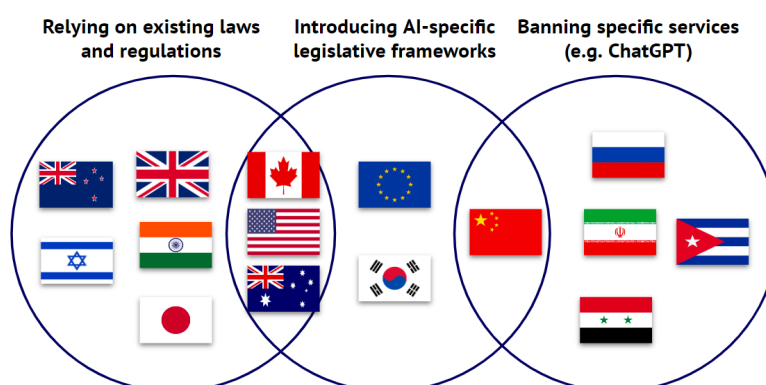 Relying on existing laws
and regulations
Introducing AI-specific
legislative frameworks
Banning specific services
(e.g. ChatGPT)